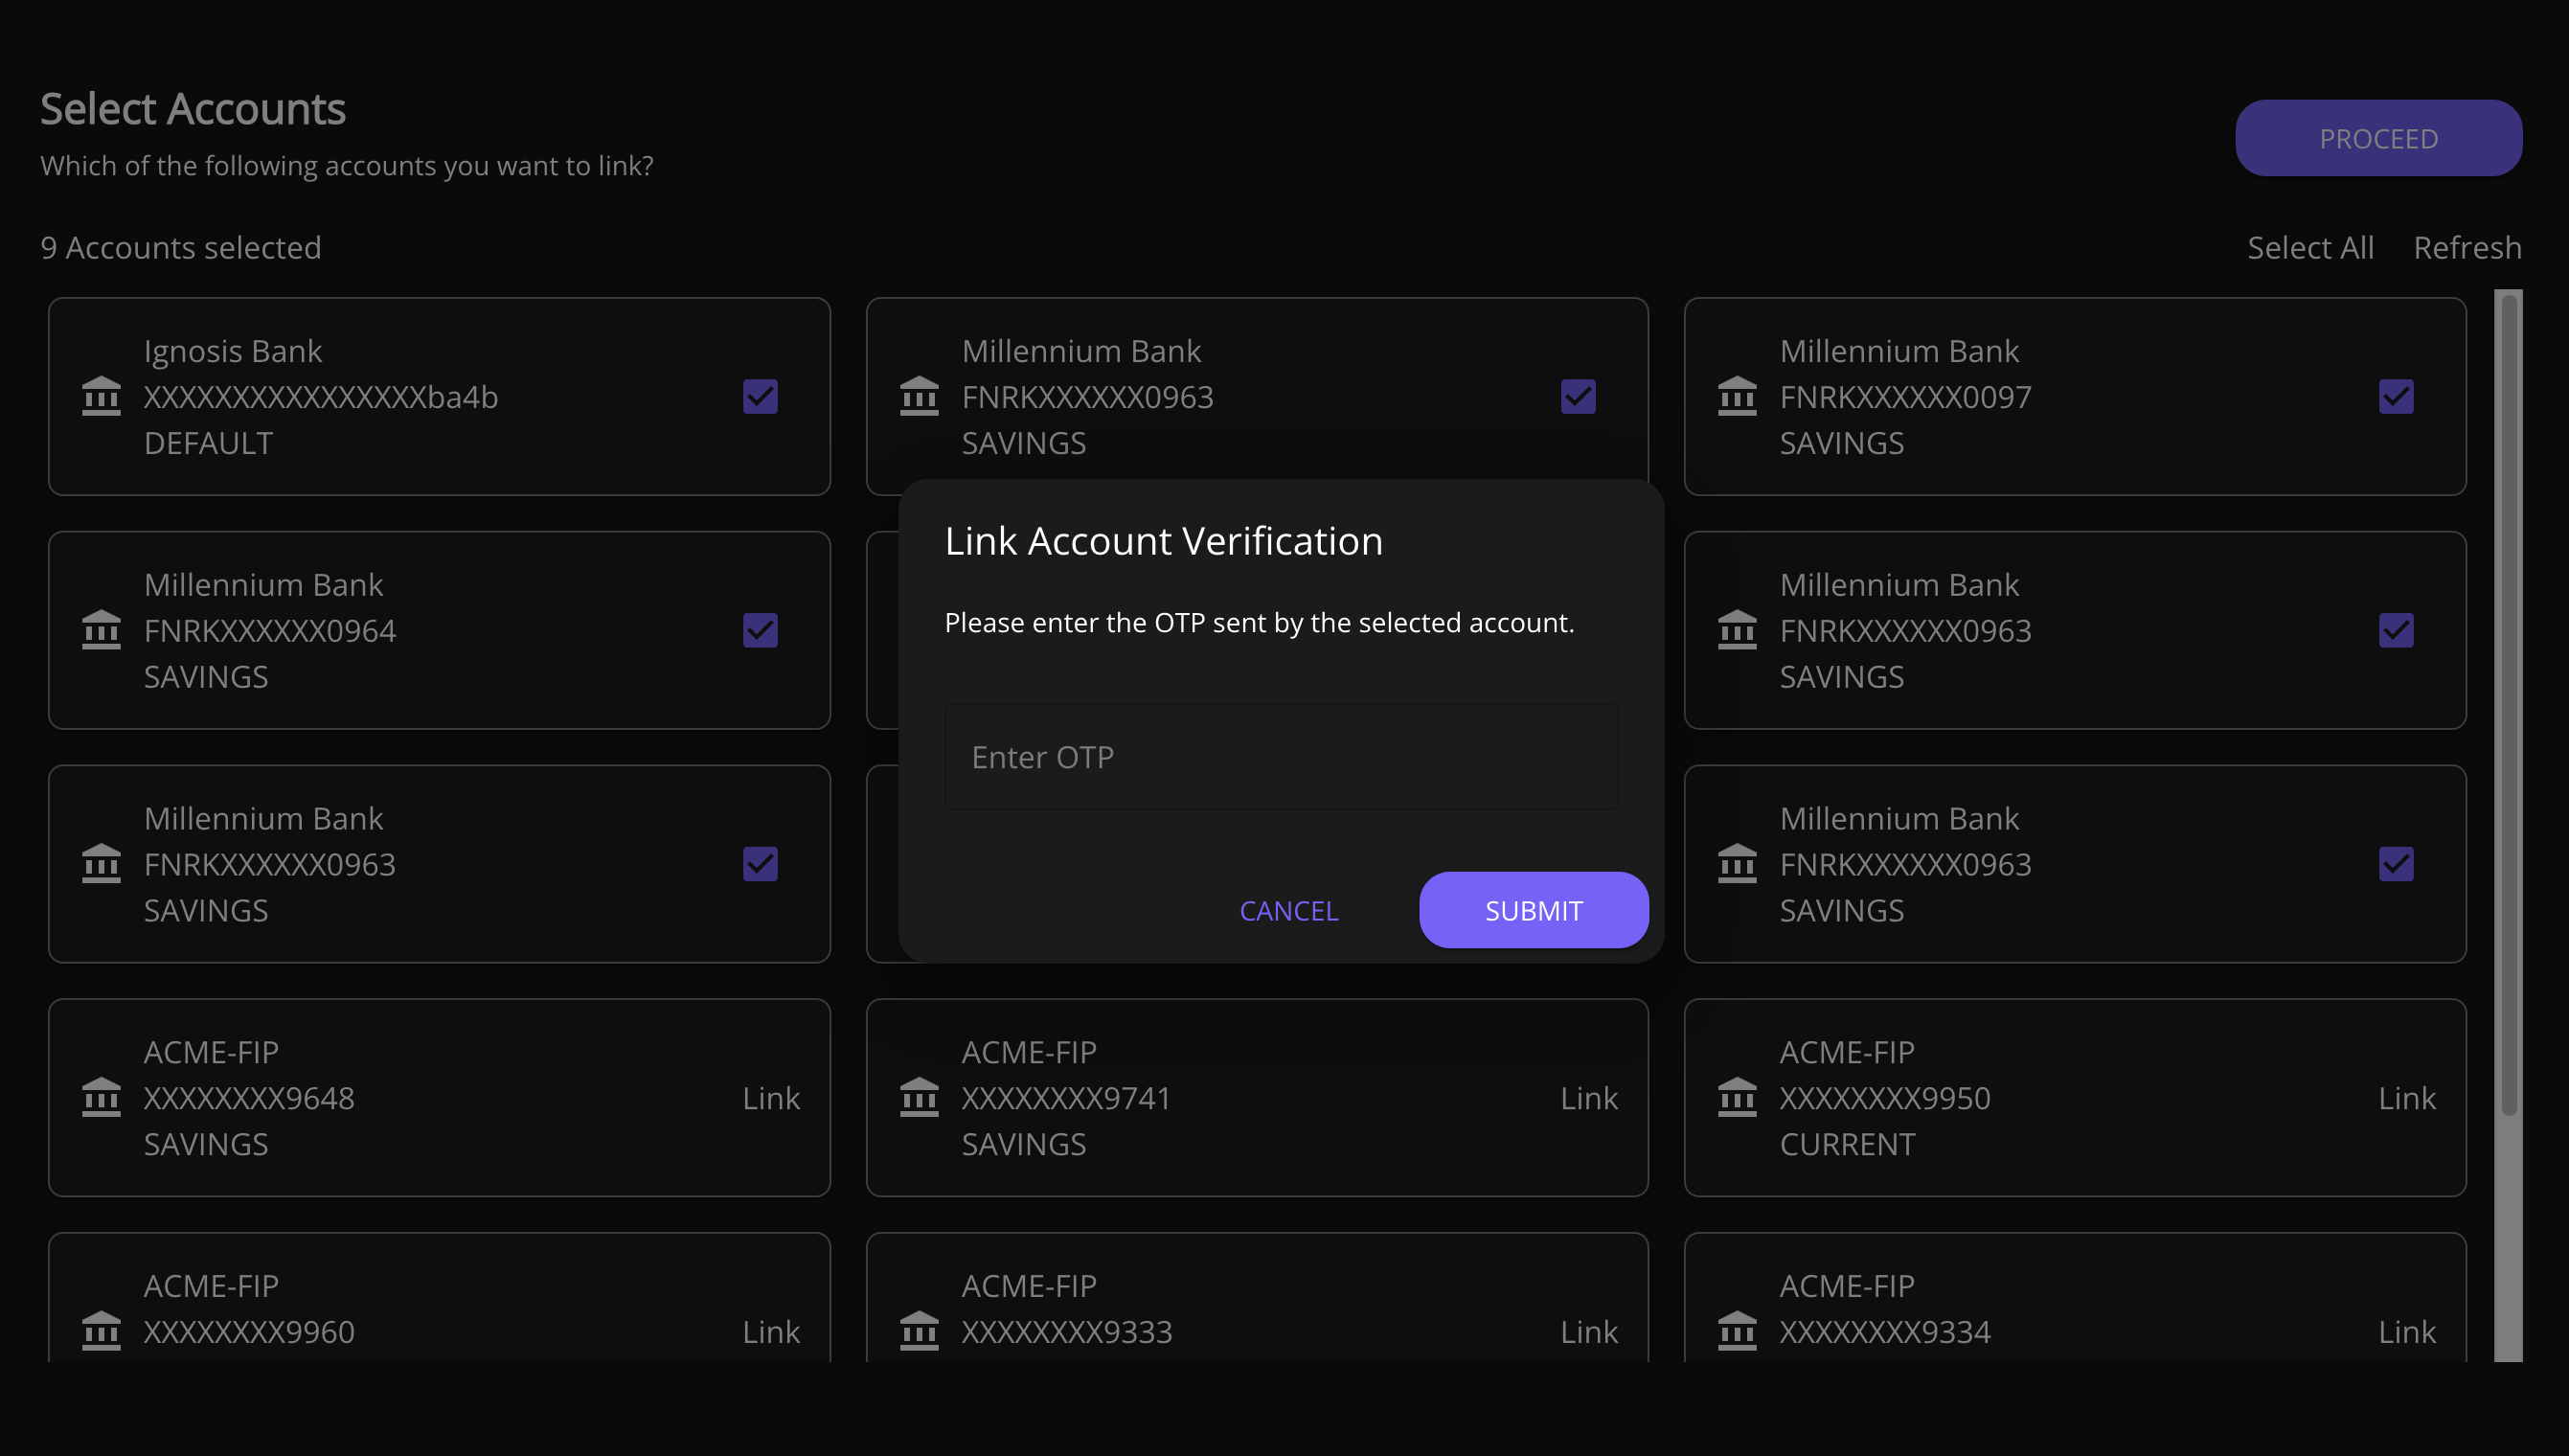 Select Accounts
Which of the following accounts you want to link?
PROCEED
9 Accounts selected
Select All
Refresh
Ignosis Bank
XXXXXXXXXXXXXXXXba4b
DEFAULT
Millennium Bank
FNRKXXXXXX0963
SAVINGS
Millennium Bank
FNRKXXXXXX0097
SAVINGS
Millennium Bank
FNRKXXXXXX0964
SAVINGS
Millennium Bank
FNRKXXXXXX0963
SAVINGS
Link Account Verification
Please enter the OTP sent by the selected account.
Enter OTP
CANCEL
SUBMIT
Millennium Bank
FNRKXXXXXX0963
SAVINGS
Millennium Bank
FNRKXXXXXX0963
SAVINGS
ACME-FIP
XXXXXXXX9648
SAVINGS
Link
ACME-FIP
XXXXXXXX9741
SAVINGS
Link
ACME-FIP
XXXXXXXX9950
CURRENT
Link
ACME-FIP
XXXXXXXX9960
Link
ACME-FIP
XXXXXXXX9333
Link
ACME-FIP
XXXXXXXX9334
Link